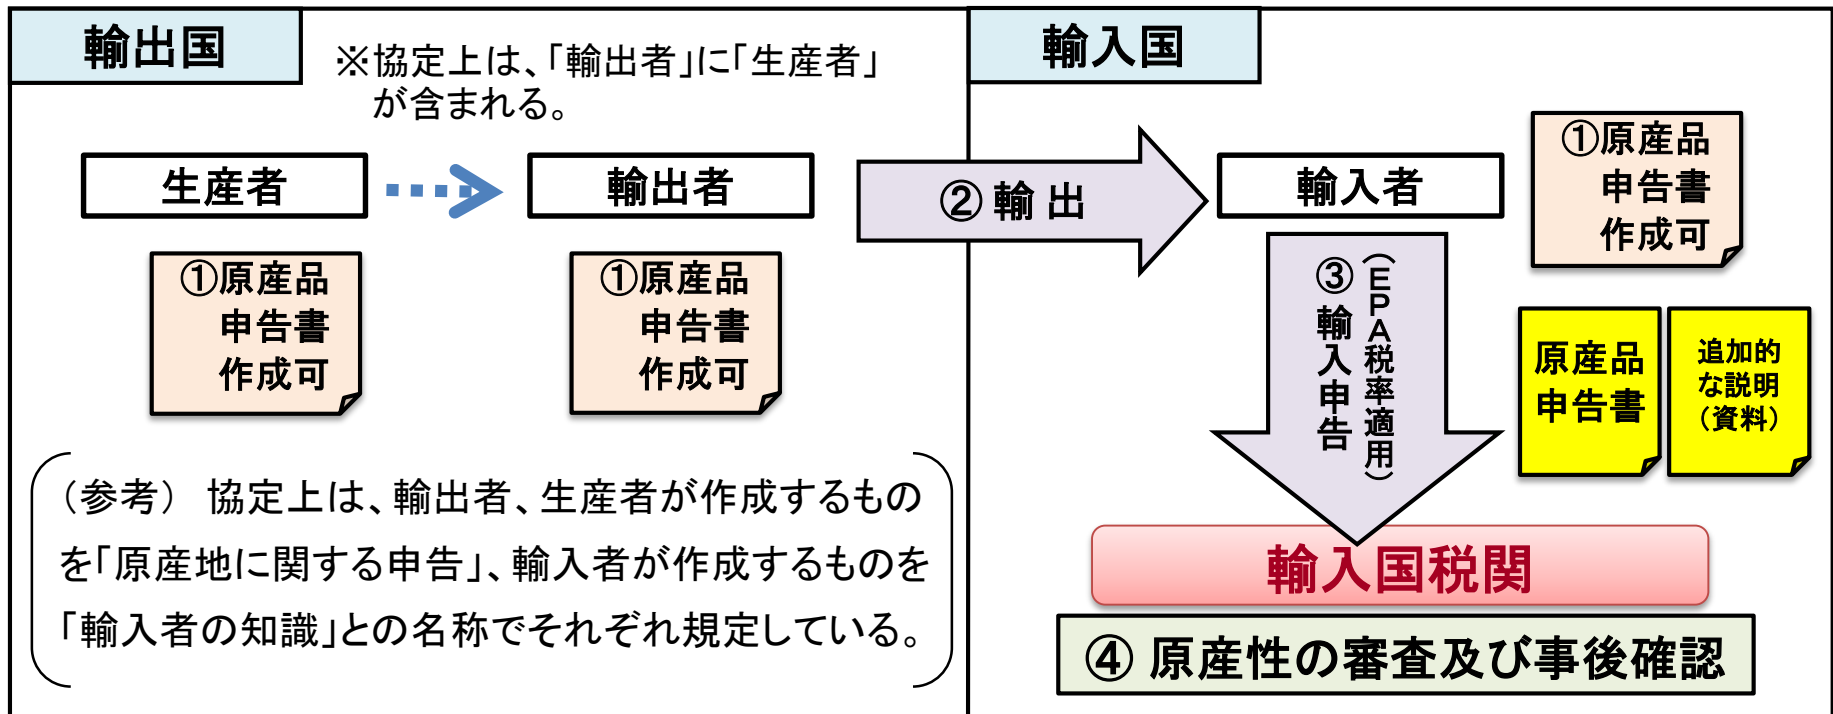 輸出国
※協定上は、「輸出者」に「生産者」
が含まれる。
生産者
輸出者
①原産品
申告書
作成可
①原産品
申告書
作成可
(参考) 協定上は、輸出者、生産者が作成するもの
を「原産地に関する申告」、輸入者が作成するものを
「輸入者の知識」との名称でそれぞれ規定している。
② 輸 出
輸入国
輸入者
①原産品
申告書
作成可
③輸入申告
(EPA税率適用)
原産品
申告書
追加的
な説明
(資料)
輸入国税関
④ 原産性の審査及び事後確認